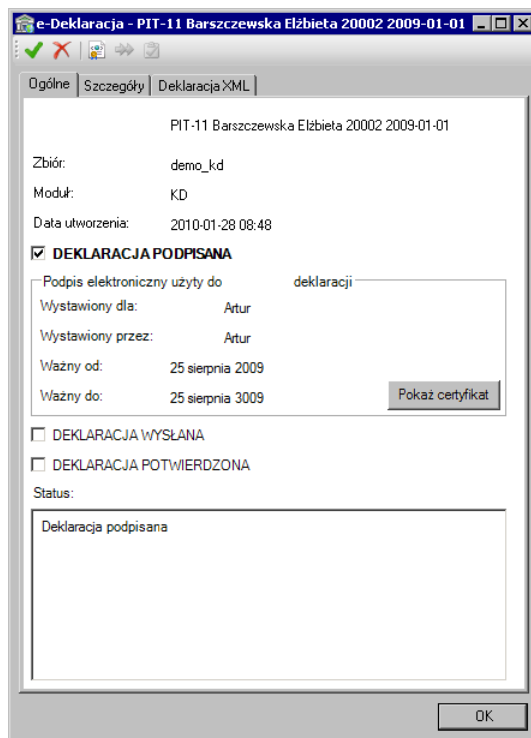 e-Deklaracja - PIT-11 Barszczewska Elżbieta 20002 2009-01-01
Ogólne Szczegóły Deklaracja XML
PIT-11 Barszczewska Elżbieta 20002 2009-01-01
Zbiór: demo_kd
Moduł: KD
Data utworzenia: 2010-01-28 08:48
DEKLARACJA PODPISANA
Podpis elektroniczny użyty do deklaracji
Wystawiony dla: Artur
Wystawiony przez: Artur
Ważny od: 25 sierpnia 2009
Ważny do: 25 sierpnia 3009 Pokaż certyfikat
DEKLARACJA WYSŁANA
DEKLARACJA POTWIERDZONA
Status:
Deklaracja podpisana
OK